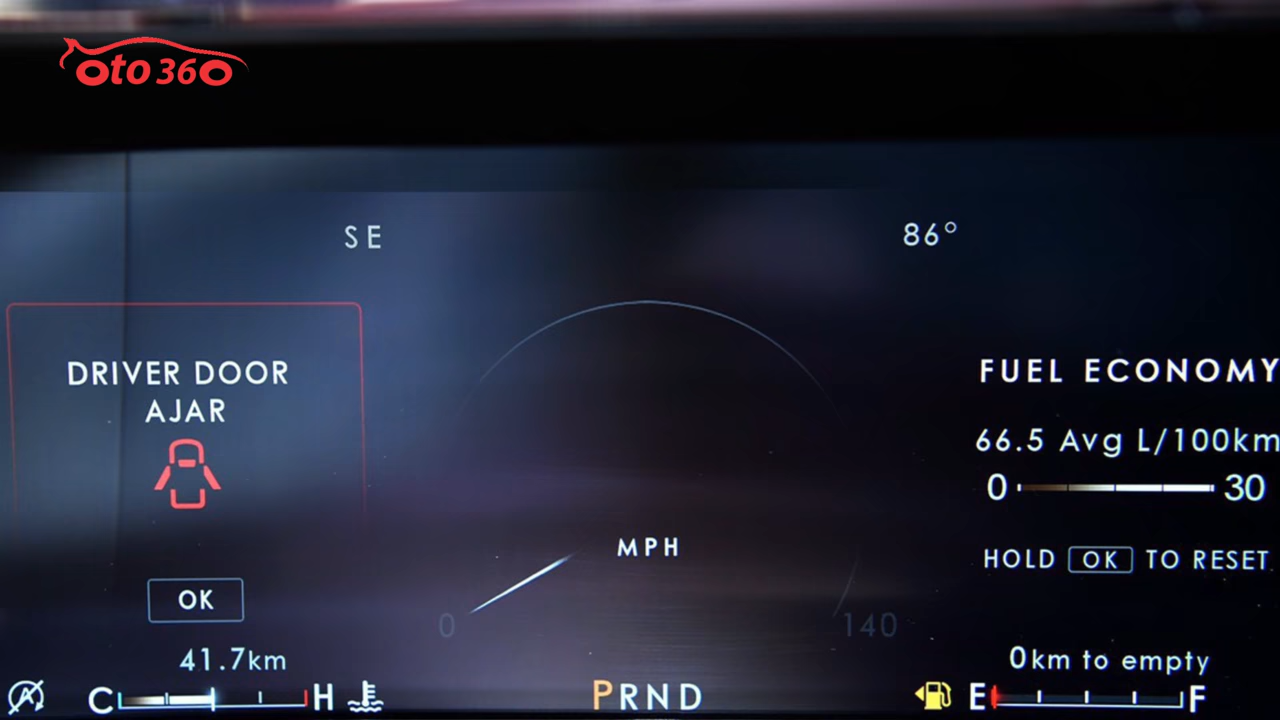 oto 360
SE
86°
DRIVER DOOR
AJAR
OK
FUEL ECONOMY
66.5 Avg L/100km
0 30
HOLD OK TO RESET
MPH
0
140
41.7km
0km to empty
A
C H
PRND
E F